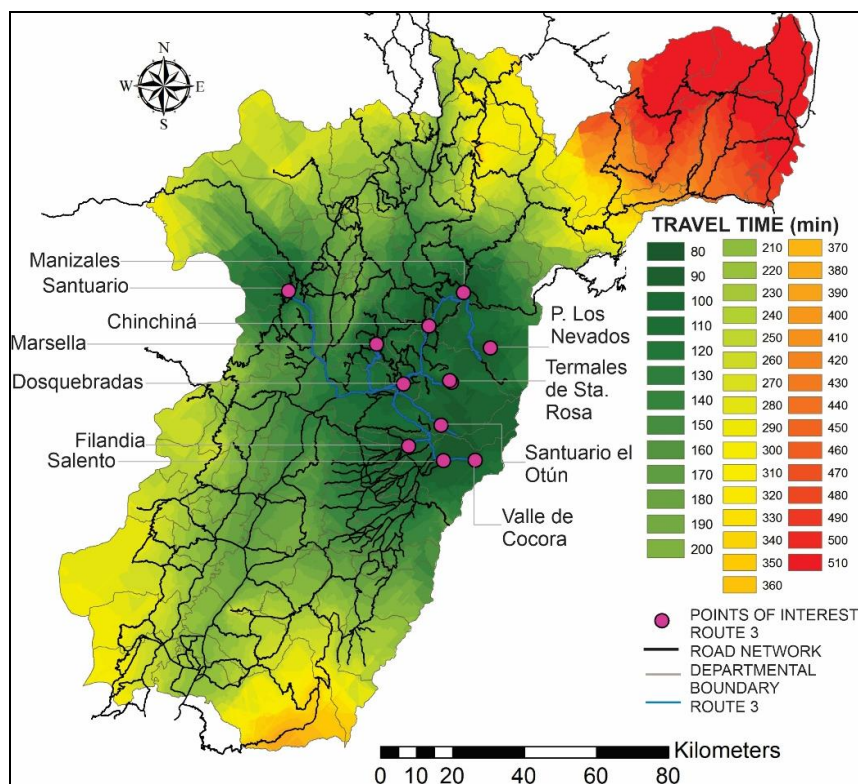 N
W E
S
Manizales
Santuario
Chinchiná
Marsella
Dosquebradas
Filandia
Salento
P. Los
Nevados
Termales
de Sta.
Rosa
Santuario el
Otún
Valle de
Cocora
TRAVEL TIME (min)
80
90
100
110
120
130
140
150
160
170
180
190
200
210
220
230
240
250
260
270
280
290
300
310
320
330
340
350
360
370
380
390
400
410
420
430
440
450
460
470
480
490
500
510
POINTS OF INTEREST
ROUTE 3
ROAD NETWORK
DEPARTMENTAL
BOUNDARY
ROUTE 3
Kilometers
0 10 20 40 60 80